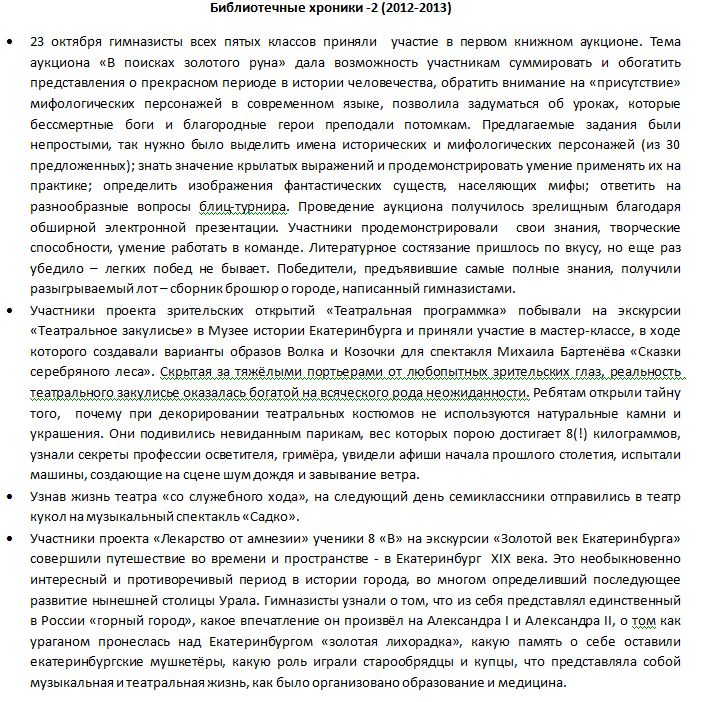 Библиотечные хроники -2 (2012-2013)
• 23 октября гимназисты всех пятых классов приняли участие в первом книжном аукционе. Тема
аукциона «В поисках золотого руна» дала возможность участникам суммировать и обогатить
представления о прекрасном периоде в истории человечества, обратить внимание на «присутствие»
мифологических персонажей в современном языке, позволила задуматься об уроках, которые
бессмертные боги и благородные герои преподали потомкам. Предлагаемые задания были
непростыми, так нужно было выделить имена исторических и мифологических персонажей (из 30
предложенных); знать значение крылатых выражений и продемонстрировать умение применять их на
практике; определить изображения фантастических существ, населяющих мифы; ответить на
разнообразные вопросы блиц-турнира. Проведение аукциона получилось зрелищным благодаря
обширной электронной презентации. Участники продемонстрировали свои знания, творческие
способности, умение работать в команде. Литературное состязание пришлось по вкусу, но еще раз
убедило – легких побед не бывает. Победители, предъявившие самые полные знания, получили
разыгрываемый лот – сборник брошюр о городе, написанный гимназистами.
• Участники проекта зрительских открытий «Театральная программка» побывали на экскурсии
«Театральное закулисье» в Музее истории Екатеринбурга и приняли участие в мастер-классе, в ходе
которого создавали варианты образов Волка и Козочки для спектакля Михаила Бартенёва «Сказки
серебряного леса». Скрытая за тяжёлыми портьерами от любопытных зрительских глаз, реальность
театрального закулисье оказалась богатой на всяческого рода неожиданности. Ребятам открыли тайну
того, почему при декорировании театральных костюмов не используются натуральные камни и
украшения. Они подивились невиданным парикам, вес которых порою достигает 8(!) килограммов,
узнали секреты профессии осветителя, гримёра, увидели афиши начала прошлого столетия, испытали
машины, создающие на сцене шум дождя и завывание ветра.
• Узнав жизнь театра «со служебного хода», на следующий день семиклассники отправились в театр
кукол на музыкальный спектакль «Садко».
• Участники проекта «Лекарство от амнезии» ученики 8 «В» на экскурсии «Золотой век Екатеринбурга»
совершили путешествие во времени и пространстве - в Екатеринбург XIX века. Это необыкновенно
интересный и противоречивый период в истории города, во многом определивший последующее
развитие нынешней столицы Урала. Гимназисты узнали о том, что из себя представлял единственный
в России «горный город», какое впечатление он произвёл на Александра I и Александра II, о том как
ураганом пронеслась над Екатеринбургом «золотая лихорадка», какую память о себе оставили
екатеринбургские мушкетёры, какую роль играли старообрядцы и купцы, что представляла собой
музыкальная и театральная жизнь, как было организовано образование и медицина.